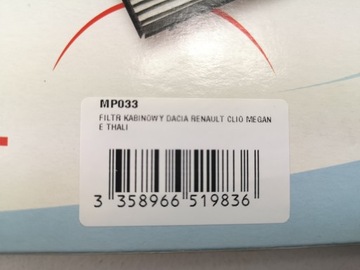 MP033
FILTR KABINOWY DACIA RENAULT CLIO MEGAN
E THALI
3 358966 519836